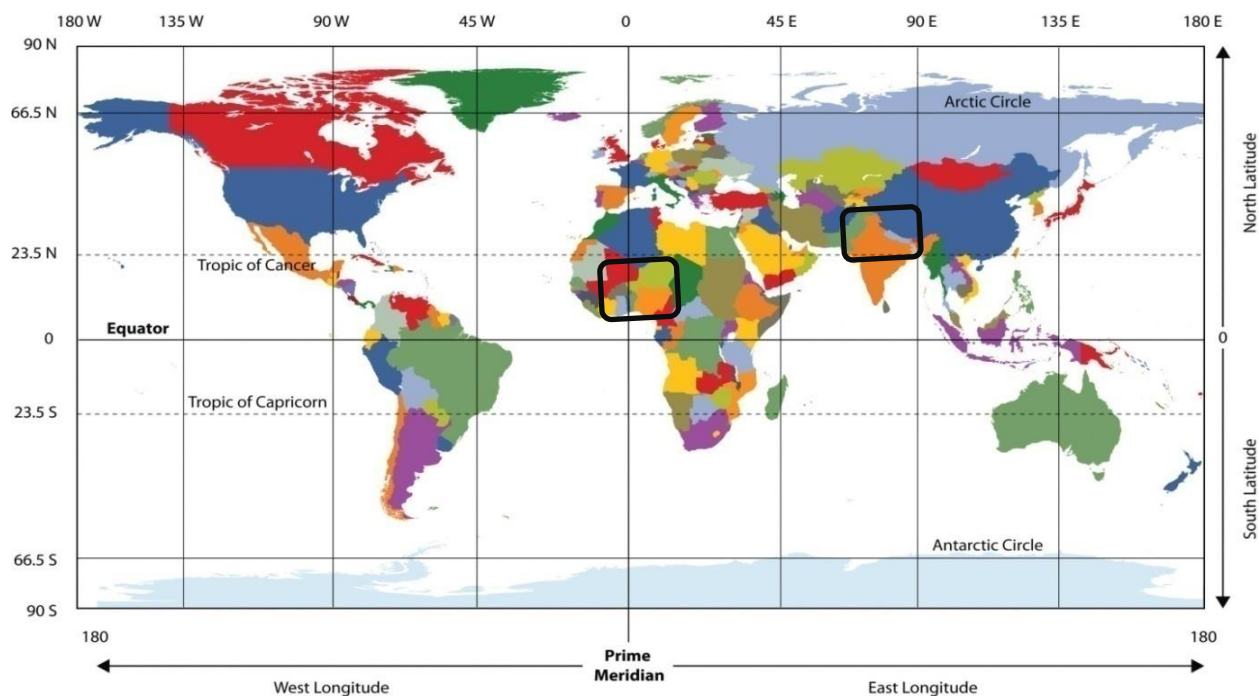 180 W 135 W 90 W 45 W 0 45 E 90 E 135 E 180 E
90 N
Arctic Circle
66.5 N
North Latitude
23.5 N
Tropic of Cancer
Equator
0 0
Tropic of Capricorn
23.5 S
South Latitude
Antarctic Circle
66.5 S
90 S
180 180
Prime
Meridian
West Longitude East Longitude